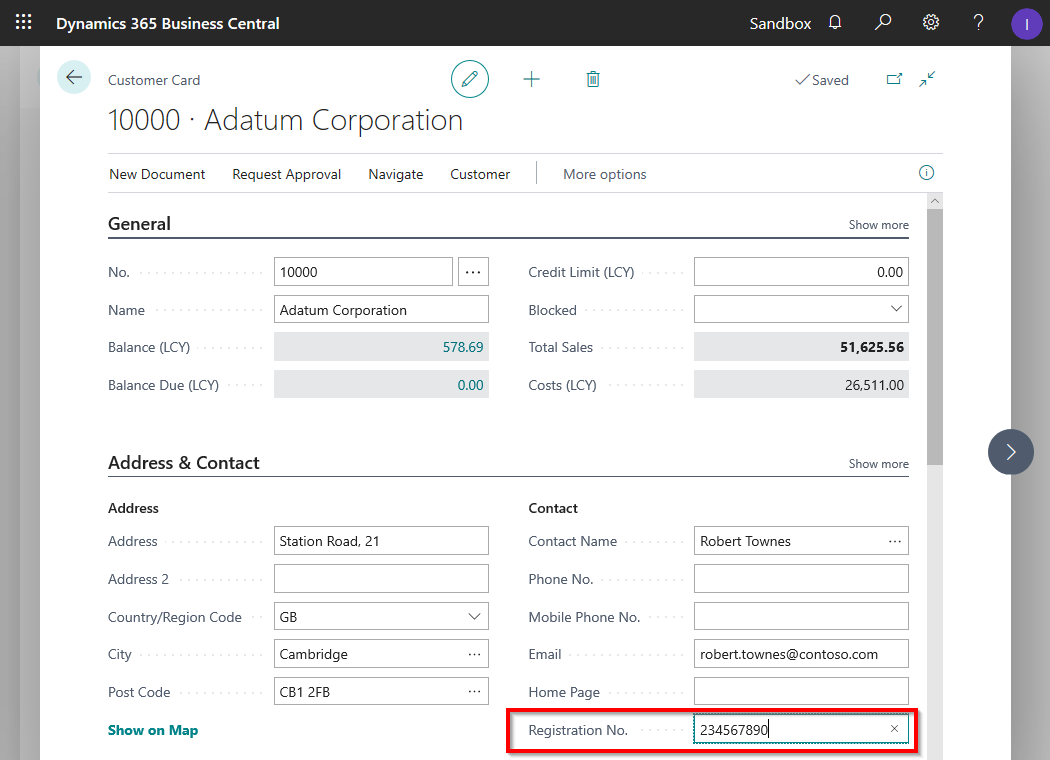 Dynamics 365 Business Central
Sandbox
?
I
Customer Card
Saved
10000 · Adatum Corporation
New Document Request Approval Navigate Customer More options
General
Show more
No.
10000
Credit Limit (LCY)
0.00
Name
Adatum Corporation
Blocked
Balance (LCY)
578.69
Total Sales
51,625.56
Balance Due (LCY)
0.00
Costs (LCY)
26,511.00
Address & Contact
Show more
Address
Contact
Address
Station Road, 21
Contact Name
Robert Townes
Address 2
Phone No.
Country/Region Code
GB
Mobile Phone No.
City
Cambridge
Email
robert.townes@contoso.com
Post Code
CB1 2FB
Home Page
Show on Map
Registration No.
234567890